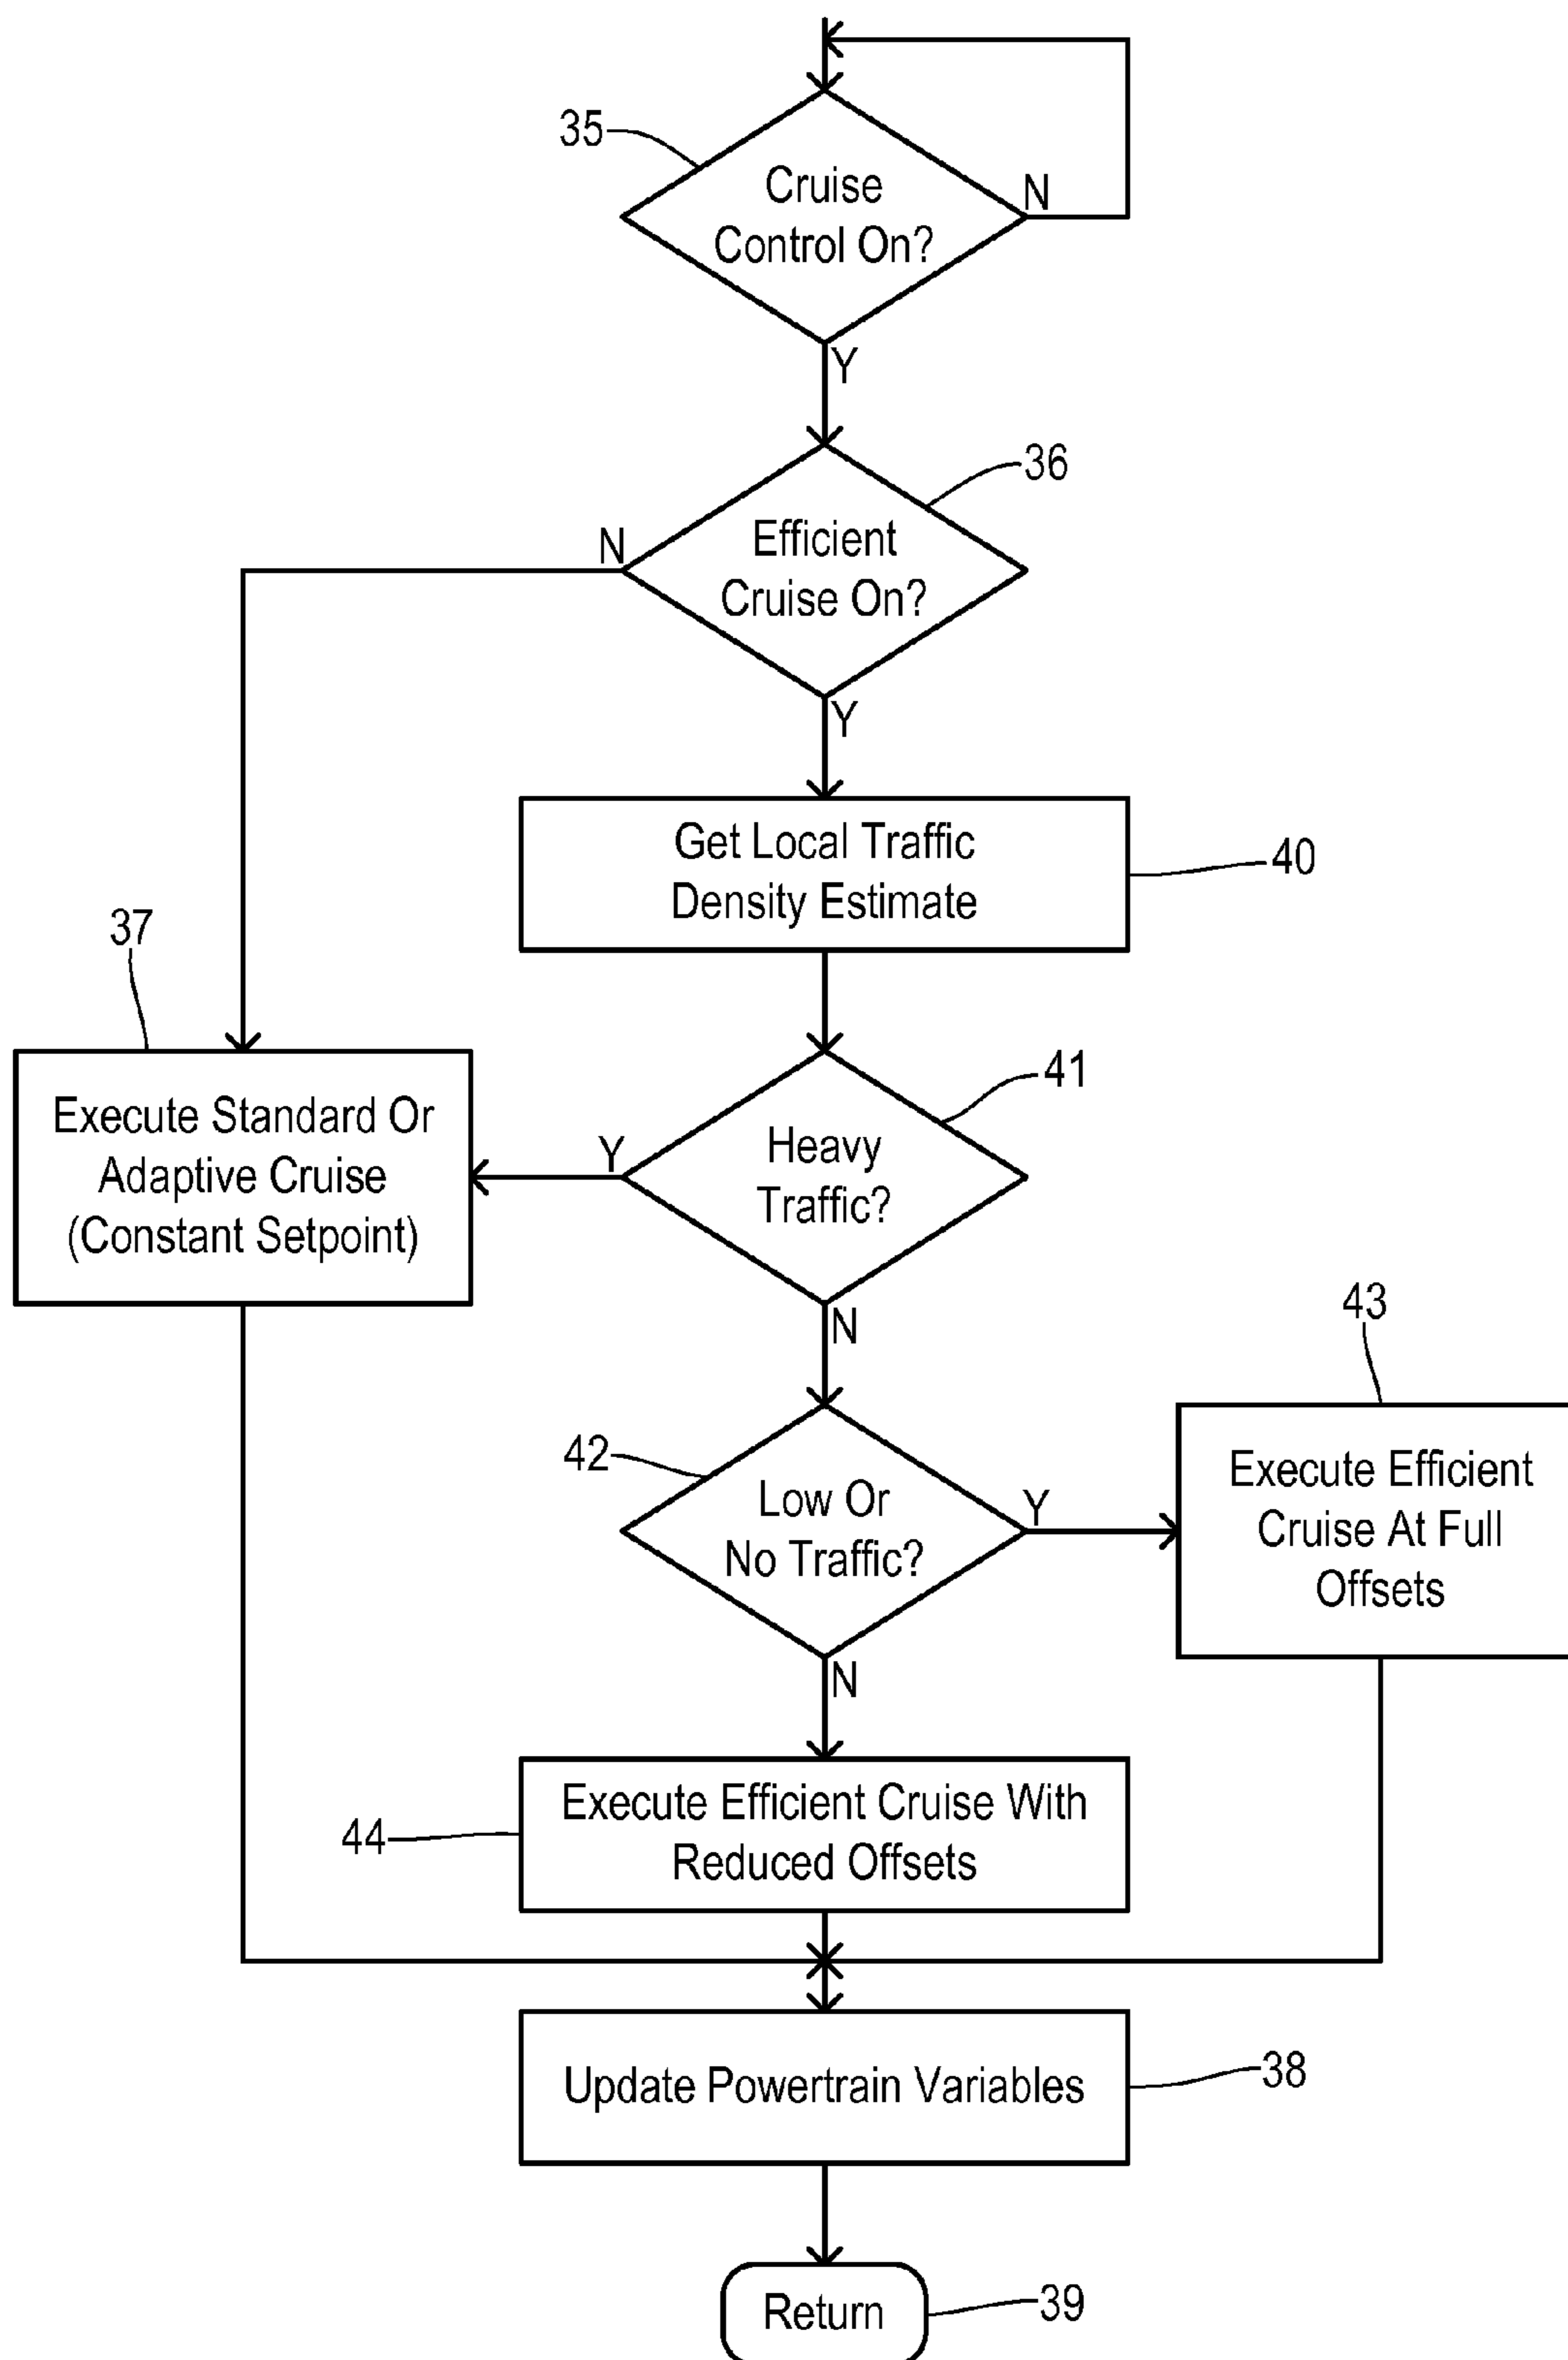 35
Cruise
Control On?
N
Y
36
Efficient
Cruise On?
N
Y
Get Local Traffic
Density Estimate
40
37
Execute Standard Or
Adaptive Cruise
(Constant Setpoint)
41
Heavy
Traffic?
Y
N
42
Low Or
No Traffic?
Y
N
43
Execute Efficient
Cruise At Full
Offsets
Execute Efficient Cruise With
Reduced Offsets
44
Update Powertrain Variables
38
Return
39